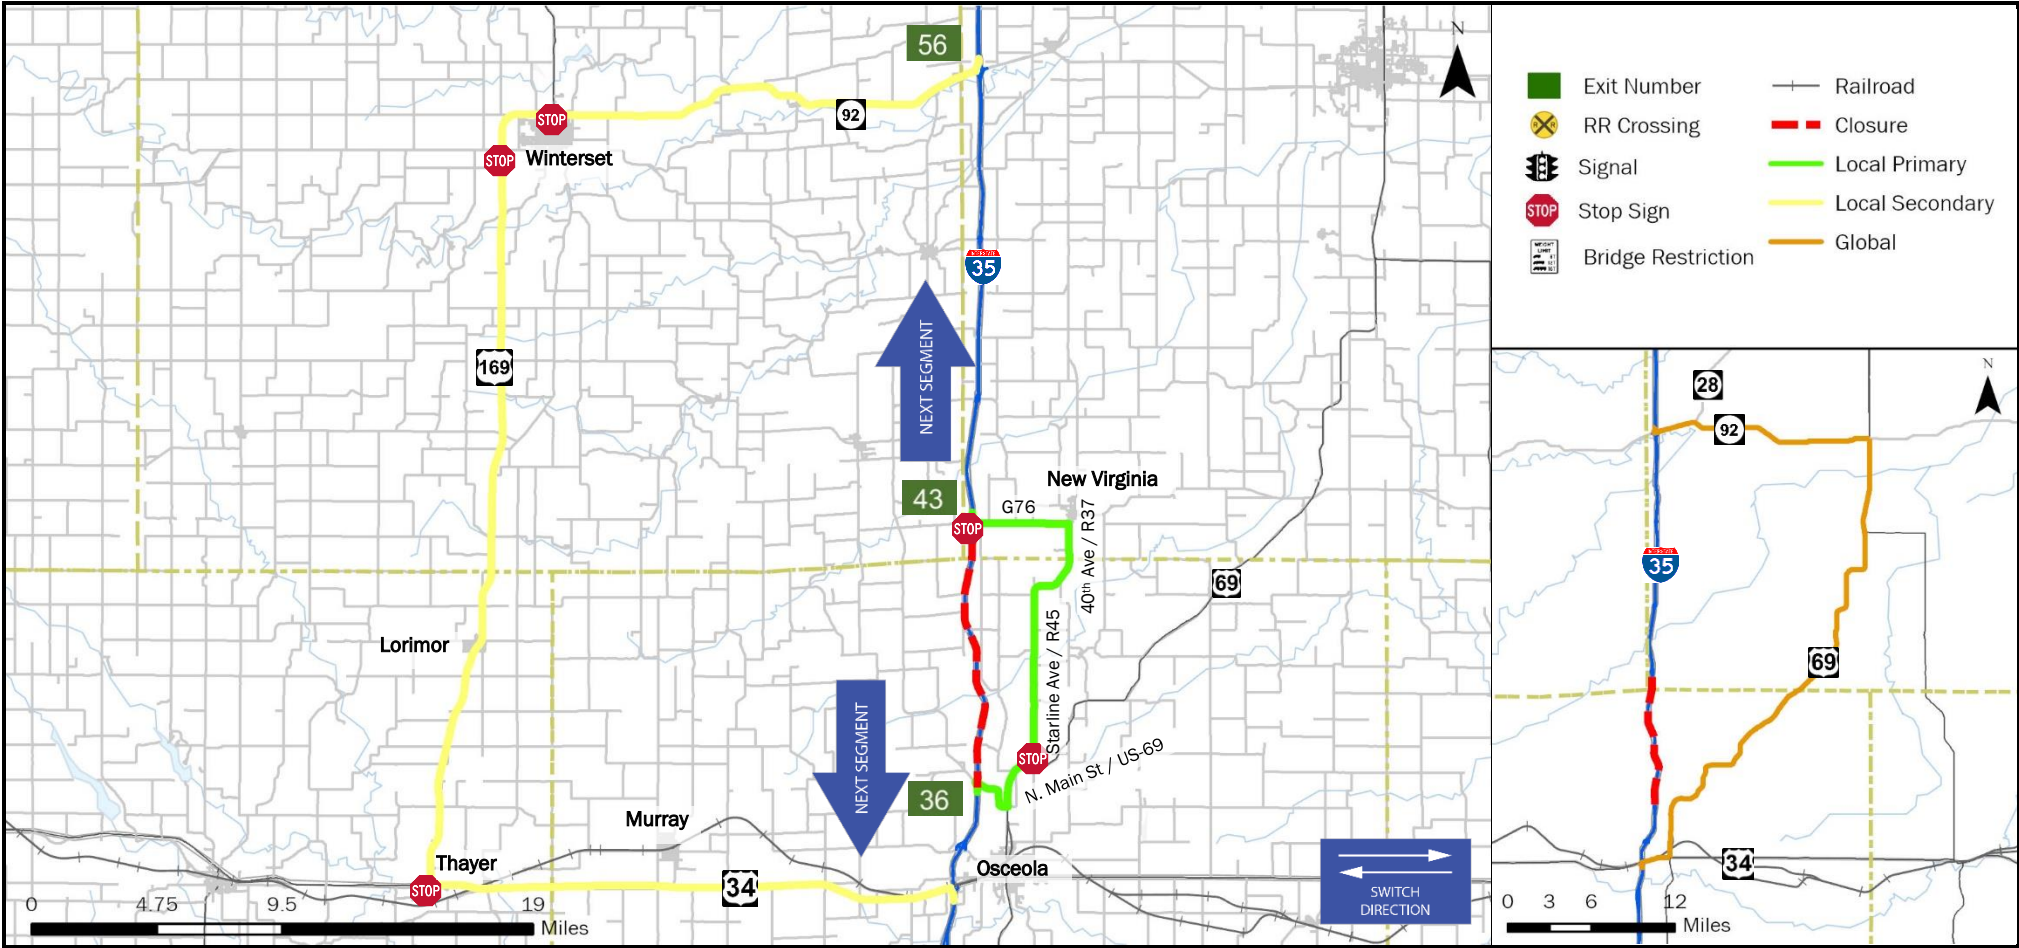 56
N
92
STOP
STOP
Winterset
35
169
NEXT SEGMENT
43
New Virginia
G76
STOP
40th Ave / R37
69
Starline Ave / R45
Lorimor
NEXT SEGMENT
STOP
N. Main St / US-69
36
Murray
Thayer
STOP
34
Osceola
SWITCH
DIRECTION
0 4.75 9.5 19
Miles
Exit Number
RR Crossing
Signal
STOP
Stop Sign
WEIGHT
LIMIT
Bridge Restriction
Railroad
Closure
Local Primary
Local Secondary
Global
N
28
92
35
69
34
0 3 6 12
Miles